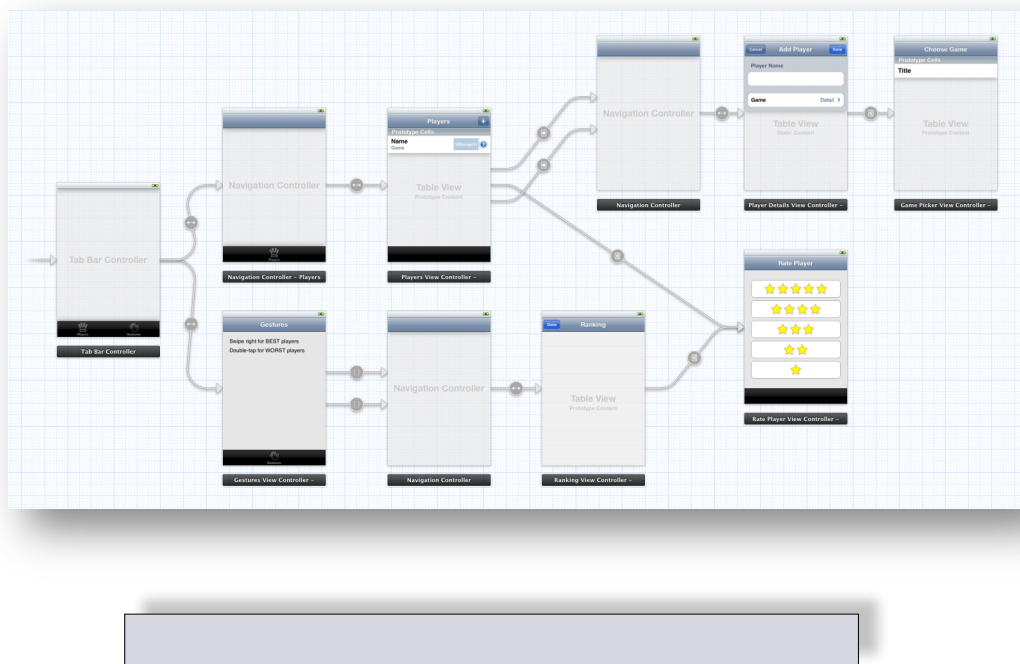 Tab Bar Controller
Players
Gestures
Tab Bar Controller
Navigation Controller
Players
Navigation Controller – Players
Players
+
Prototype Cells
Name
Game
?
Table View
Prototype Content
Players View Controller –
Navigation Controller
Navigation Controller
Cancel
Add Player
Done
Player Name
Game
Detail >
Table View
Static Content
Player Details View Controller –
Choose Game
Prototype Cells
Title
Table View
Prototype Content
Game Picker View Controller –
Gestures
Swipe right for BEST players
Double-tap for WORST players
Gestures
Gestures View Controller –
Navigation Controller
Navigation Controller
Done
Ranking
Table View
Prototype Content
Ranking View Controller –
Rate Player
Rate Player View Controller –